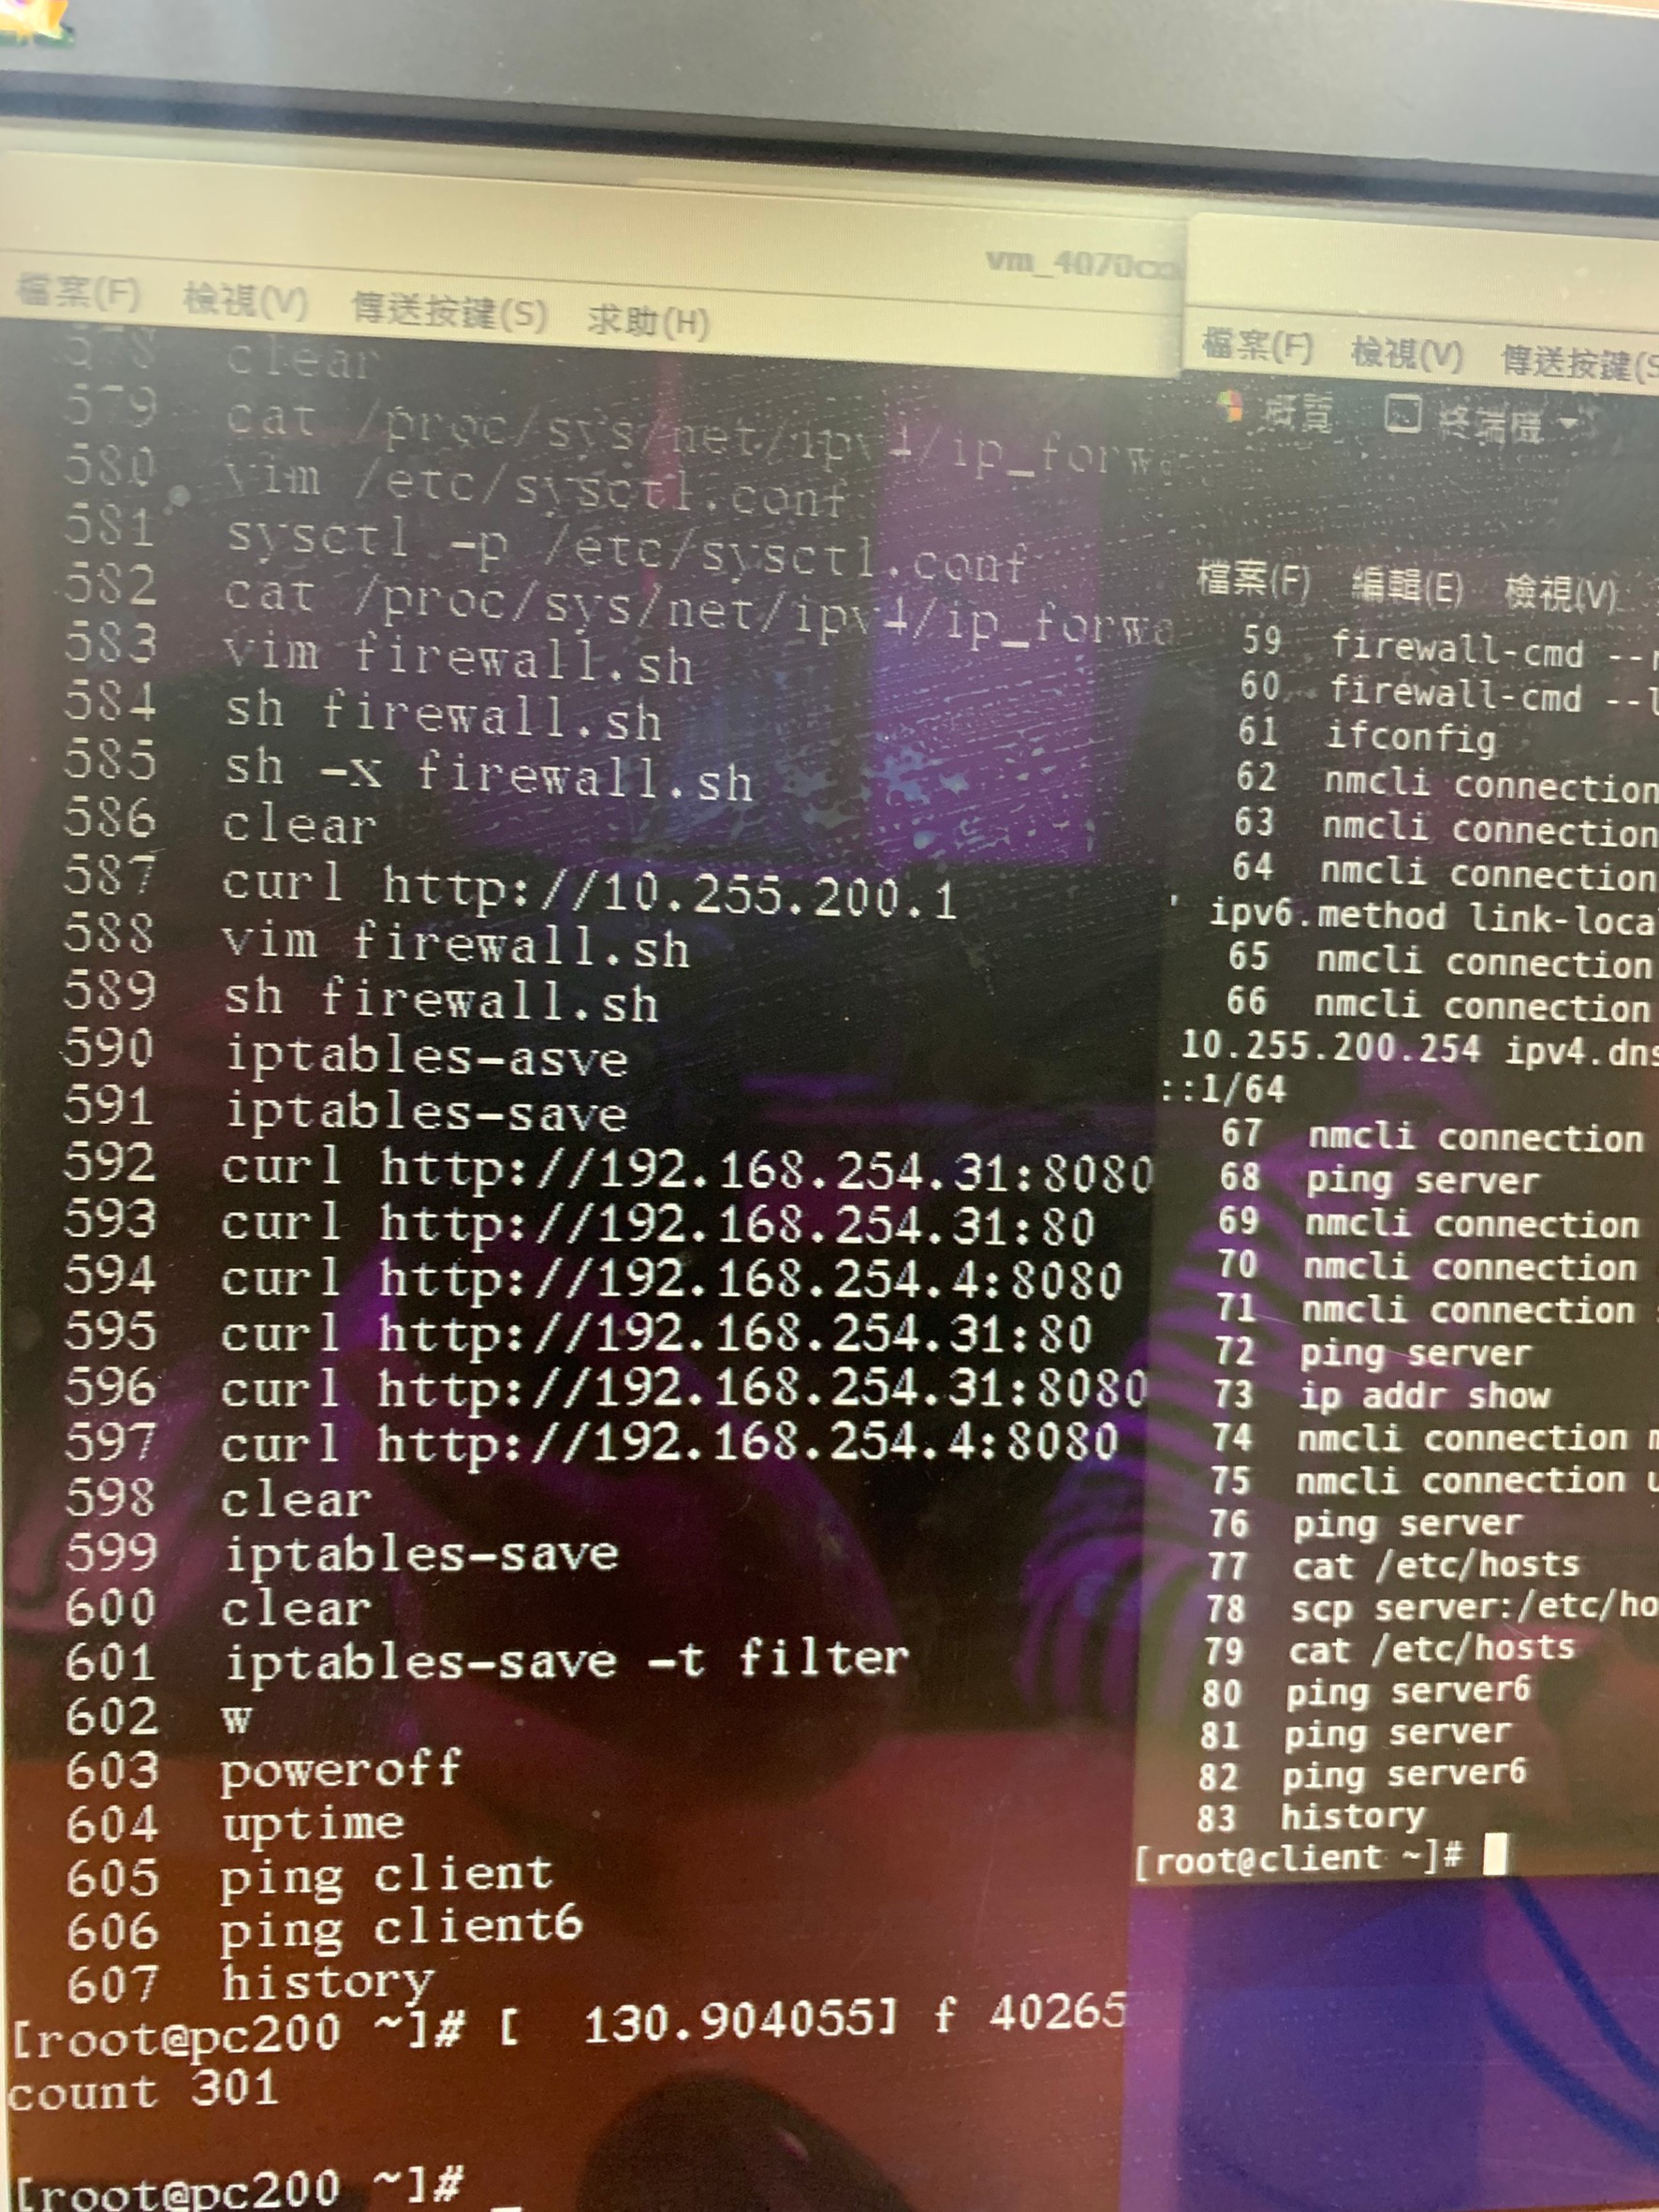 vm_4070
檔案(F) 檢視(V) 傳送按鍵(S) 求助(H)
578 clear
579 cat /proc/sys/net/ipv4/ip_forwa
580 vim /etc/sysctl.conf
581 sysctl -p /etc/sysctl.conf
582 cat /proc/sys/net/ipv4/ip_forwa
583 vim firewall.sh
584 sh firewall.sh
585 sh -x firewall.sh
586 clear
587 curl http://10.255.200.1
588 vim firewall.sh
589 sh firewall.sh
590 iptables-asve
591 iptables-save
592 curl http://192.168.254.31:8080
593 curl http://192.168.254.31:80
594 curl http://192.168.254.4:8080
595 curl http://192.168.254.31:80
596 curl http://192.168.254.31:8080
597 curl http://192.168.254.4:8080
598 clear
599 iptables-save
600 clear
601 iptables-save -t filter
602 w
603 poweroff
604 uptime
605 ping client
606 ping client6
607 history
[root@pc200 ~]# [ 130.904055] f 40265
count 301
[root@pc200 ~]# _
檔案(F) 檢視(V) 傳送按鍵(S
概覽 終端機
檔案(F) 編輯(E) 檢視(V)
59 firewall-cmd --r
60 firewall-cmd --l
61 ifconfig
62 nmcli connection
63 nmcli connection
64 nmcli connection
' ipv6.method link-loca
65 nmcli connection
66 nmcli connection
10.255.200.254 ipv4.dns
::1/64
67 nmcli connection
68 ping server
69 nmcli connection
70 nmcli connection
71 nmcli connection s
72 ping server
73 ip addr show
74 nmcli connection m
75 nmcli connection u
76 ping server
77 cat /etc/hosts
78 scp server:/etc/ho
79 cat /etc/hosts
80 ping server6
81 ping server
82 ping server6
83 history
[root@client ~]#